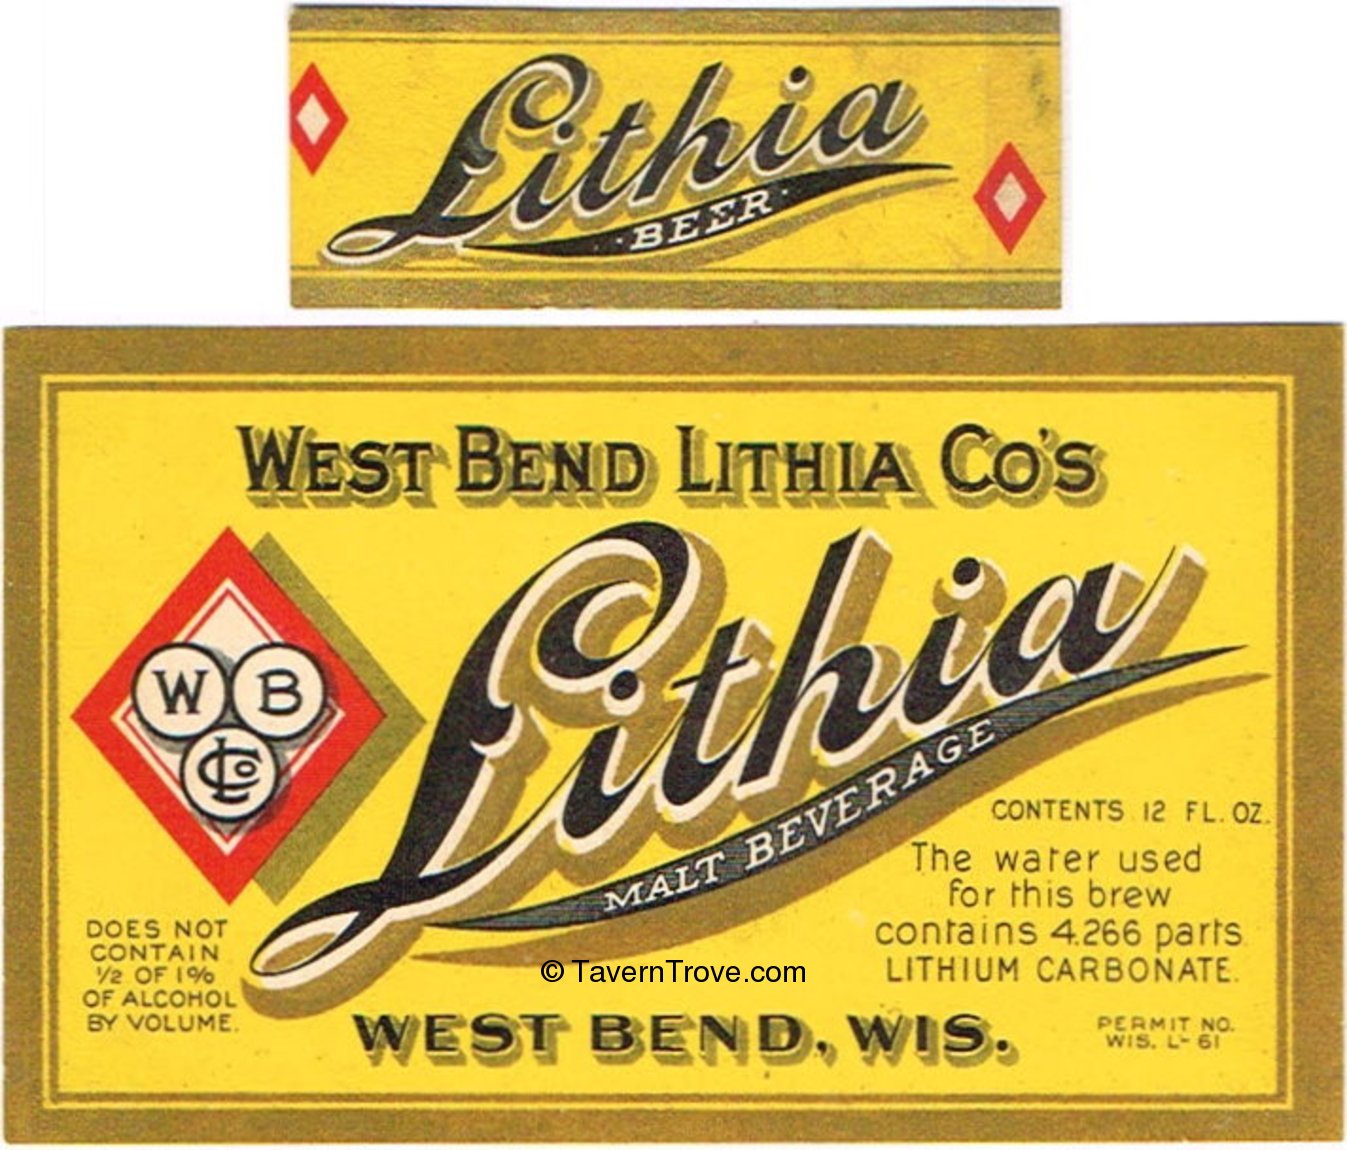 Lithia
·BEER·
WEST BEND LITHIA CO'S
Lithia
MALT BEVERAGE
W B
L Co
CONTENTS 12 FL. OZ.
The water used
for this brew
contains 4.266 parts
LITHIUM CARBONATE.
DOES NOT
CONTAIN
½ OF 1%
OF ALCOHOL
BY VOLUME.
© TavernTrove.com
WEST BEND, WIS.
PERMIT NO.
WIS. L-61